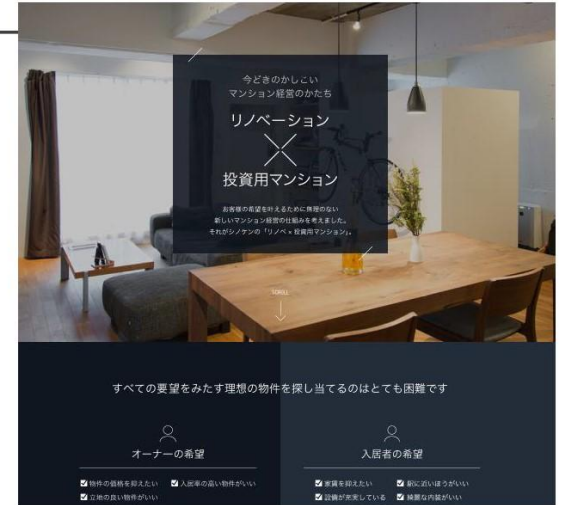 今どきのかしこい
マンション経営のかたち
リノベーション
投資用マンション
お客様の希望を叶えるために無理のない
新しいマンション経営の仕組みを考えました。
それがシノケンの「リノベ×投資用マンション」。
SCROLL
すべての要望をみたす理想の物件を探し当てるのはとても困難です
オーナーの希望
物件の価格を抑えたい
入居率の高い物件がいい
立地の良い物件がいい
入居者の希望
家賃を抑えたい
駅に近いほうがいい
設備が充実している
綺麗な内装がいい